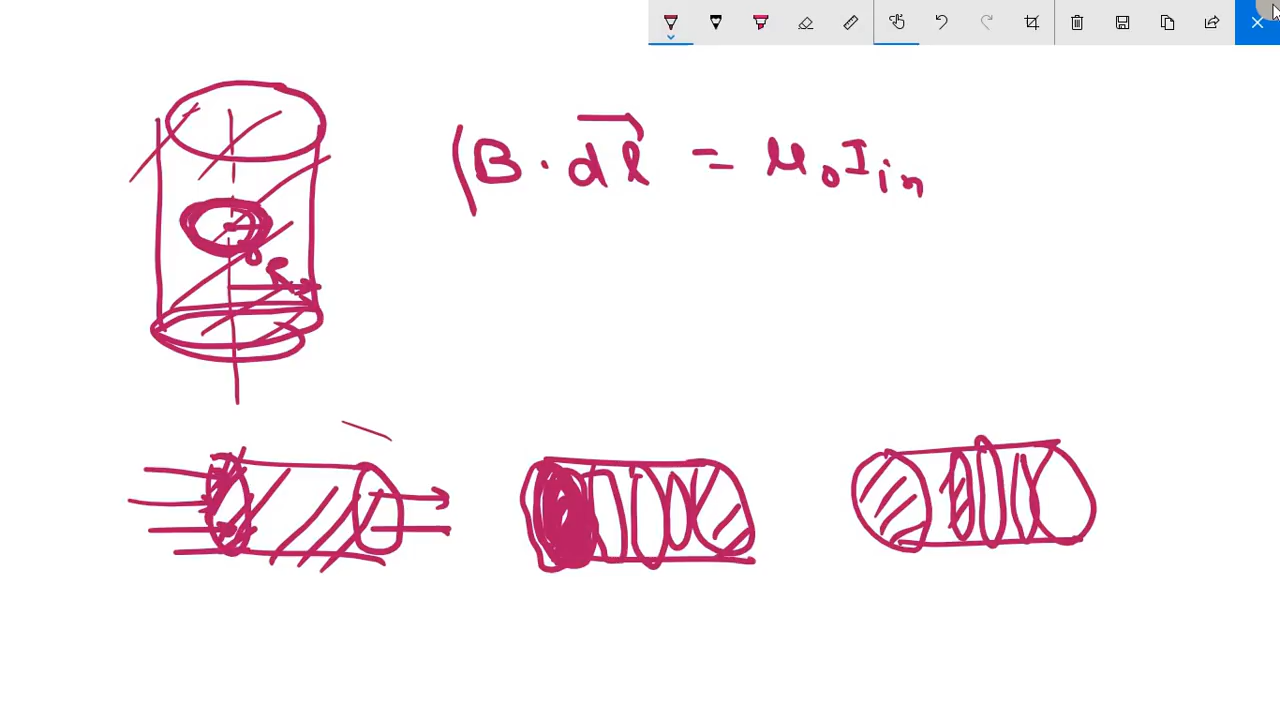 ∫B · dl⃗ = μ₀I_in